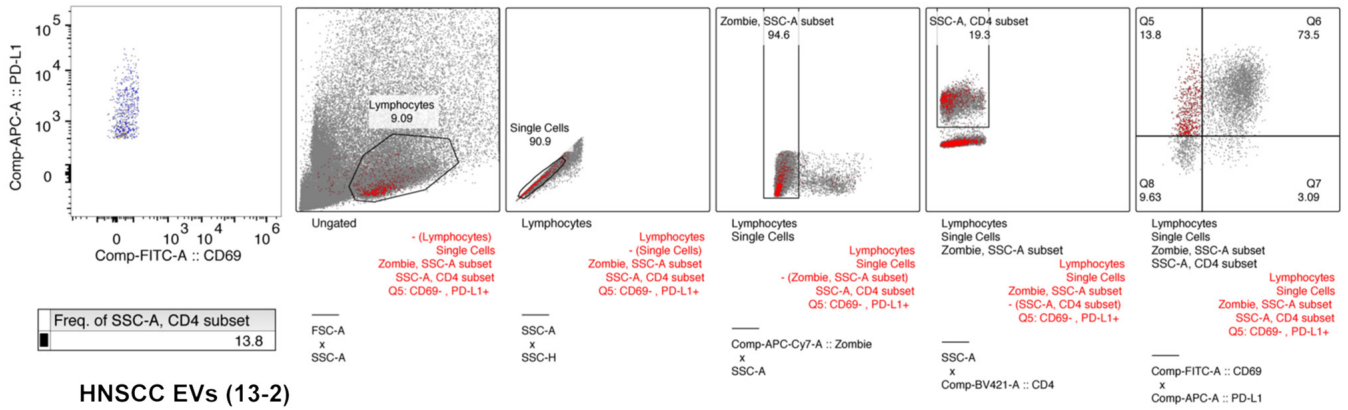 10^5
10^4
10^3
0
Comp-APC-A :: PD-L1
0 10^3 10^4 10^6
Comp-FITC-A :: CD69
Freq. of SSC-A, CD4 subset
13.8
HNSCC EVs (13-2)
Lymphocytes
9.09
Ungated
- (Lymphocytes)
Single Cells
Zombie, SSC-A subset
SSC-A, CD4 subset
Q5: CD69- , PD-L1+
FSC-A
x
SSC-A
Single Cells
90.9
Lymphocytes
Lymphocytes
- (Single Cells)
Zombie, SSC-A subset
SSC-A, CD4 subset
Q5: CD69- , PD-L1+
SSC-A
x
SSC-H
Zombie, SSC-A subset
94.6
Lymphocytes
Single Cells
Lymphocytes
Single Cells
- (Zombie, SSC-A subset)
SSC-A, CD4 subset
Q5: CD69- , PD-L1+
Comp-APC-Cy7-A :: Zombie
x
SSC-A
SSC-A, CD4 subset
19.3
Lymphocytes
Single Cells
Zombie, SSC-A subset
Lymphocytes
Single Cells
Zombie, SSC-A subset
- (SSC-A, CD4 subset)
Q5: CD69- , PD-L1+
SSC-A
x
Comp-BV421-A :: CD4
Q5
13.8
Q6
73.5
Q8
9.63
Q7
3.09
Lymphocytes
Single Cells
Zombie, SSC-A subset
SSC-A, CD4 subset
Lymphocytes
Single Cells
Zombie, SSC-A subset
SSC-A, CD4 subset
Q5: CD69- , PD-L1+
Comp-FITC-A :: CD69
x
Comp-APC-A :: PD-L1